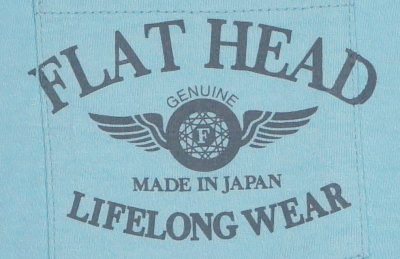 FLAT HEAD
GENUINE
F
MADE IN JAPAN
LIFELONG WEAR